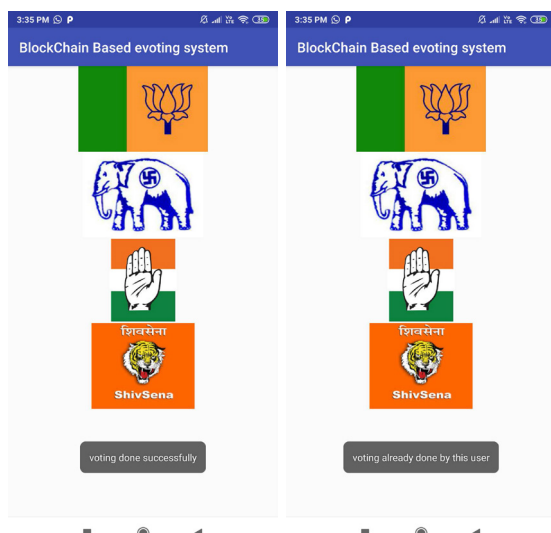 3:35 PM
BlockChain Based evoting system
शिवसेना
ShivSena
voting done successfully
3:35 PM
BlockChain Based evoting system
शिवसेना
ShivSena
voting already done by this user